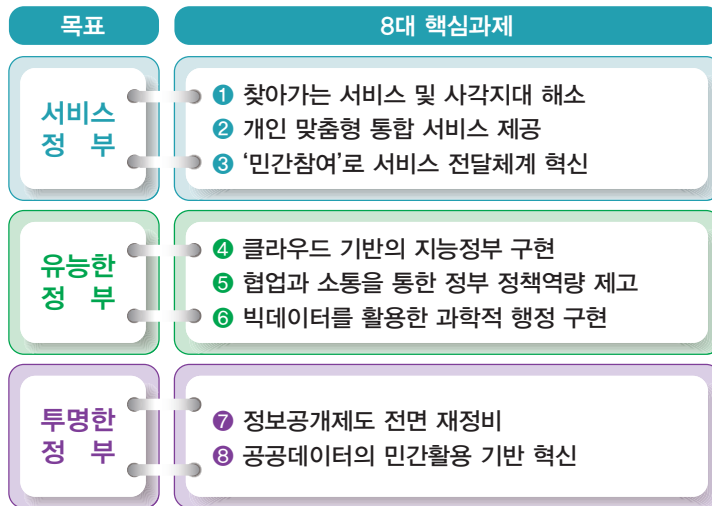 목표
8대 핵심과제
서비스
정 부
❶ 찾아가는 서비스 및 사각지대 해소
❷ 개인 맞춤형 통합 서비스 제공
❸ ‘민간참여’로 서비스 전달체계 혁신
유능한
정 부
❹ 클라우드 기반의 지능정부 구현
❺ 협업과 소통을 통한 정부 정책역량 제고
❻ 빅데이터를 활용한 과학적 행정 구현
투명한
정 부
❼ 정보공개제도 전면 재정비
❽ 공공데이터의 민간활용 기반 혁신